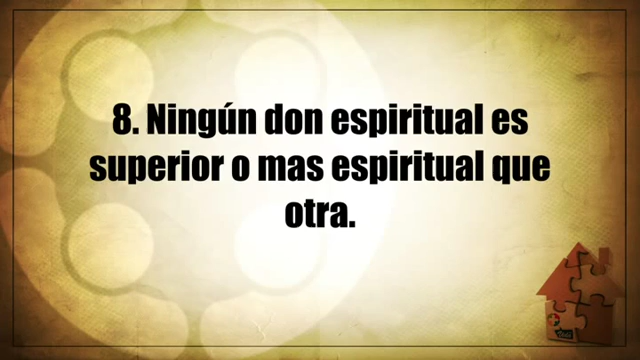 8. Ningún don espiritual es
superior o mas espiritual que
otra.